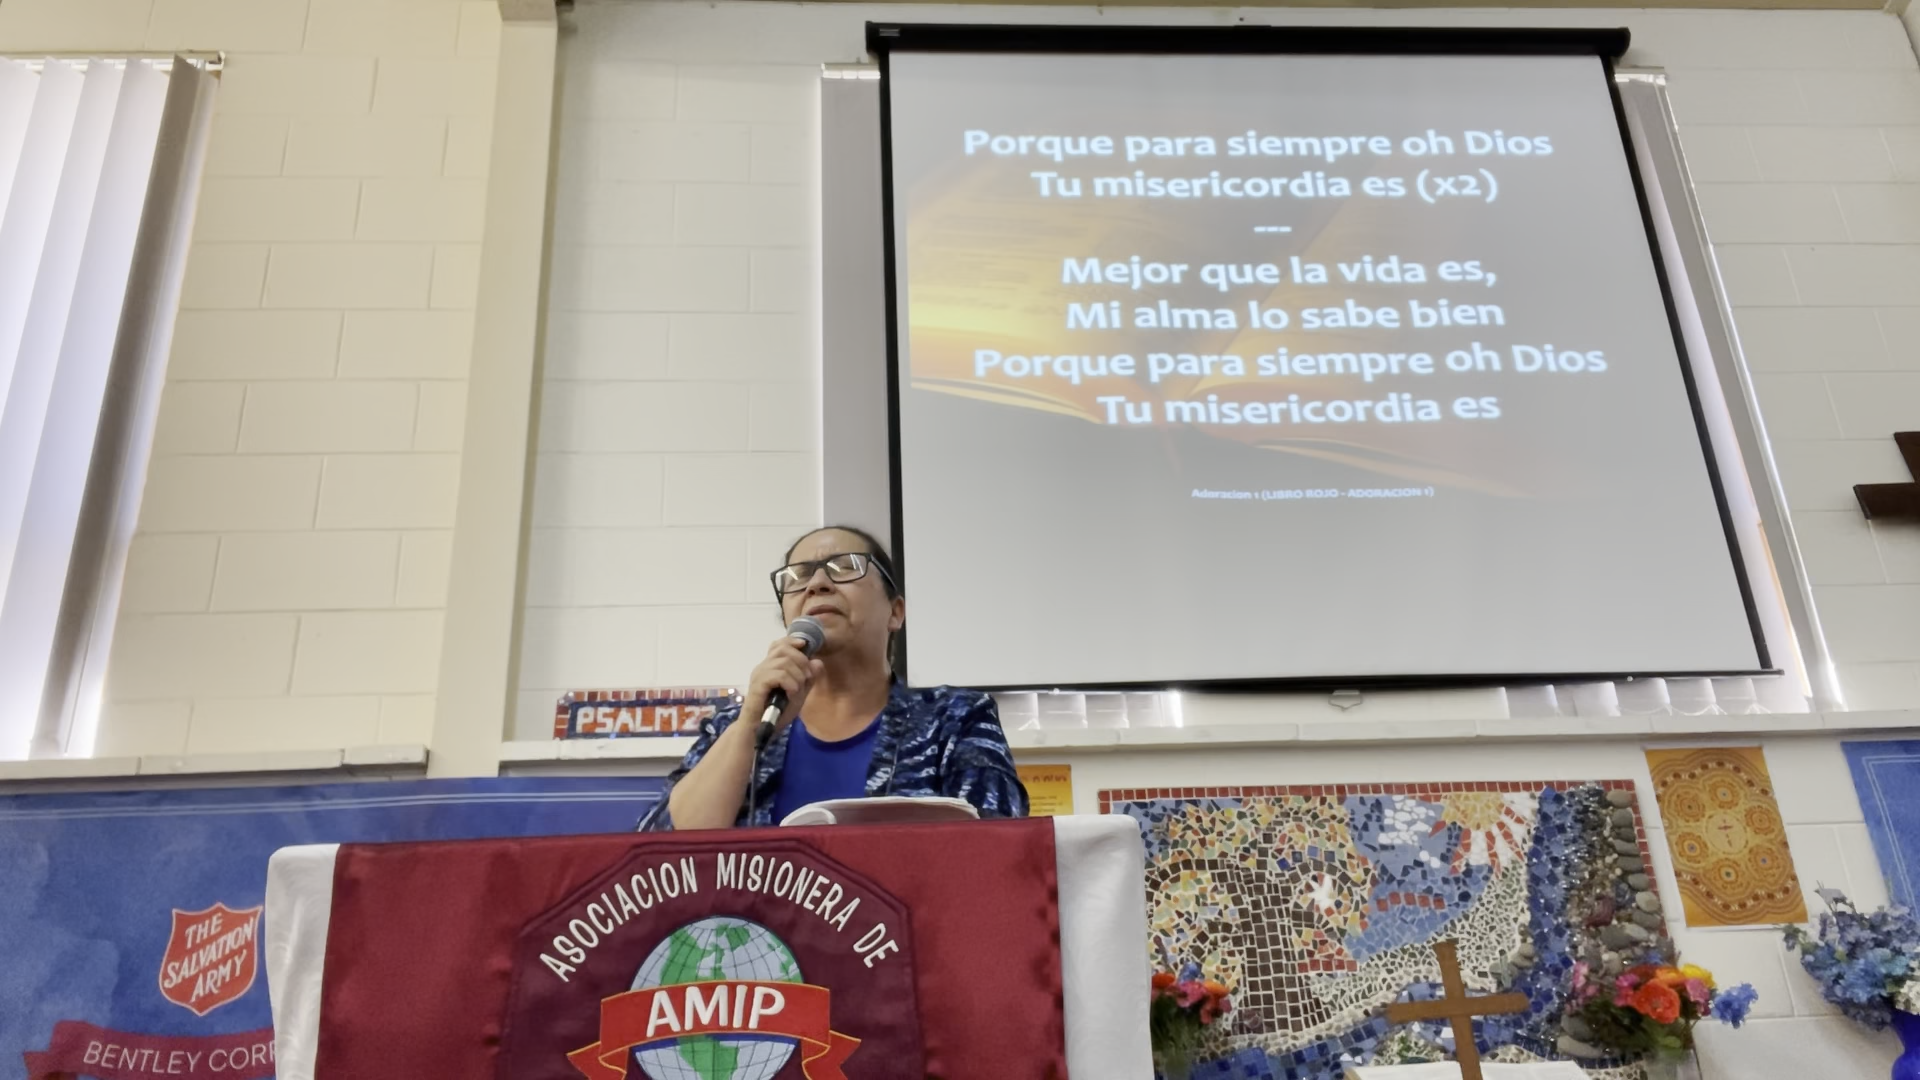 Porque para siempre oh Dios
Tu misericordia es (x2)
---
Mejor que la vida es,
Mi alma lo sabe bien
Porque para siempre oh Dios
Tu misericordia es
Adoracion 1 (LIBRO ROJO - ADORACION 1)
PSALM 23
ASOCIACION MISIONERA DE
AMIP
THE
SALVATION
ARMY
BENTLEY CORP